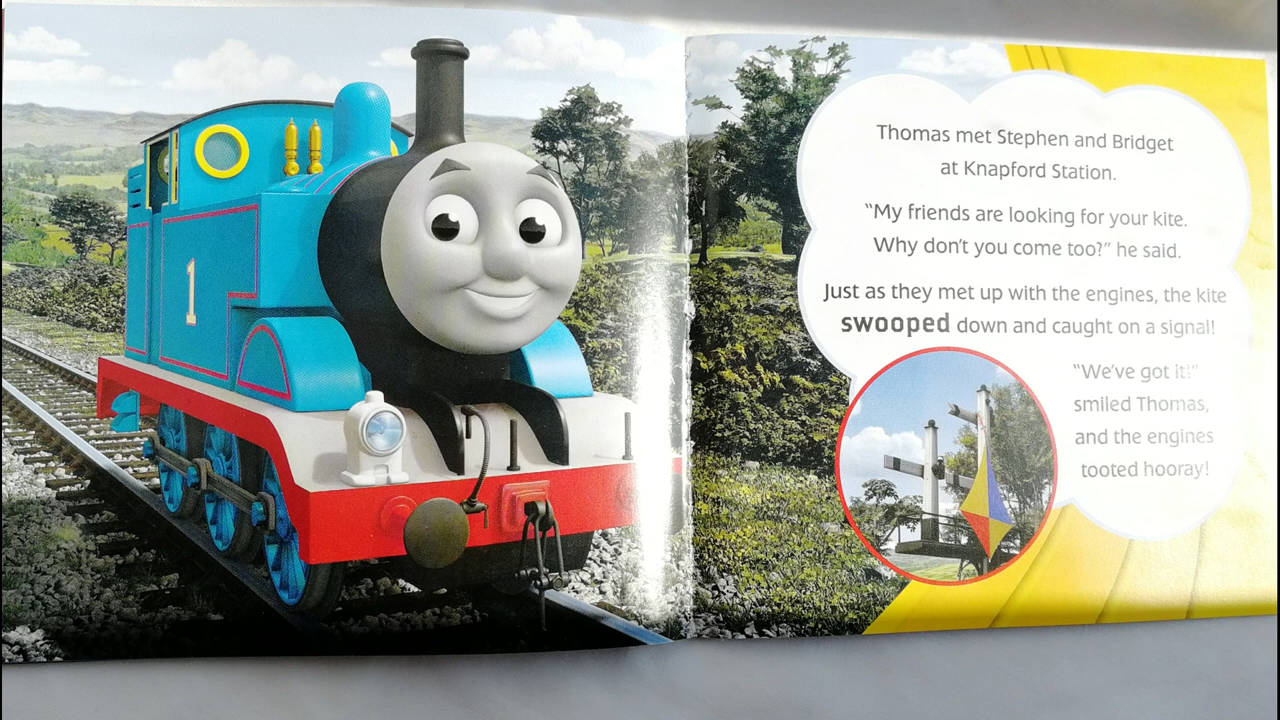 1
Thomas met Stephen and Bridget
at Knapford Station.
“My friends are looking for your kite.
Why don’t you come too?” he said.
Just as they met up with the engines, the kite
swooped down and caught on a signal!
“We’ve got it!”
smiled Thomas,
and the engines
tooted hooray!